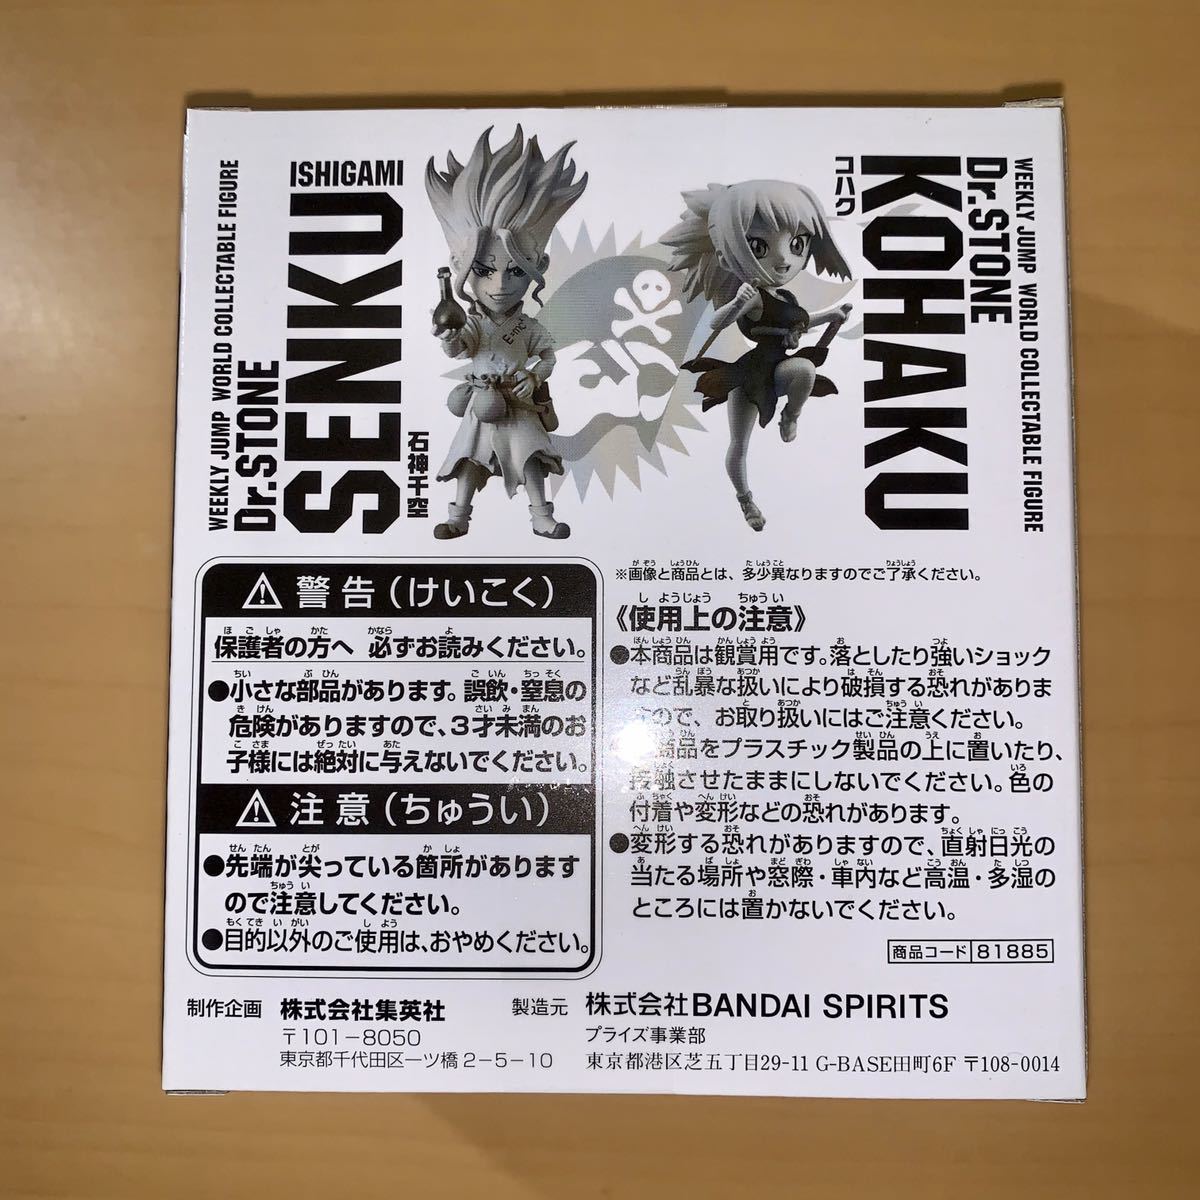 WEEKLY JUMP WORLD COLLECTABLE FIGURE
Dr.STONE
ISHIGAMI
SENKU
石神千空
E=mc²
WEEKLY JUMP WORLD COLLECTABLE FIGURE
Dr.STONE
KOHAKU
コハク
⚠警告(けいこく)
保護者の方へ 必ずお読みください。
●小さな部品があります。誤飲・窒息の
危険がありますので、3才未満のお
子様には絶対に与えないでください。
⚠注意(ちゅうい)
●先端が尖っている箇所があります
ので注意してください。
●目的以外のご使用は、おやめください。
※画像と商品とは、多少異なりますのでご了承ください。
《使用上の注意》
●本商品は観賞用です。落としたり強いショック
など乱暴な扱いにより破損する恐れがありま
すので、お取り扱いにはご注意ください。
商品をプラスチック製品の上に置いたり、
接触させたままにしないでください。色の
付着や変形などの恐れがあります。
●変形する恐れがありますので、直射日光の
当たる場所や窓際・車内など高温・多湿の
ところには置かないでください。
商品コード 81885
制作企画 株式会社集英社
〒101-8050
東京都千代田区一ツ橋2-5-10
製造元 株式会社BANDAI SPIRITS
プライズ事業部
東京都港区芝五丁目29-11 G-BASE田町6F 〒108-0014